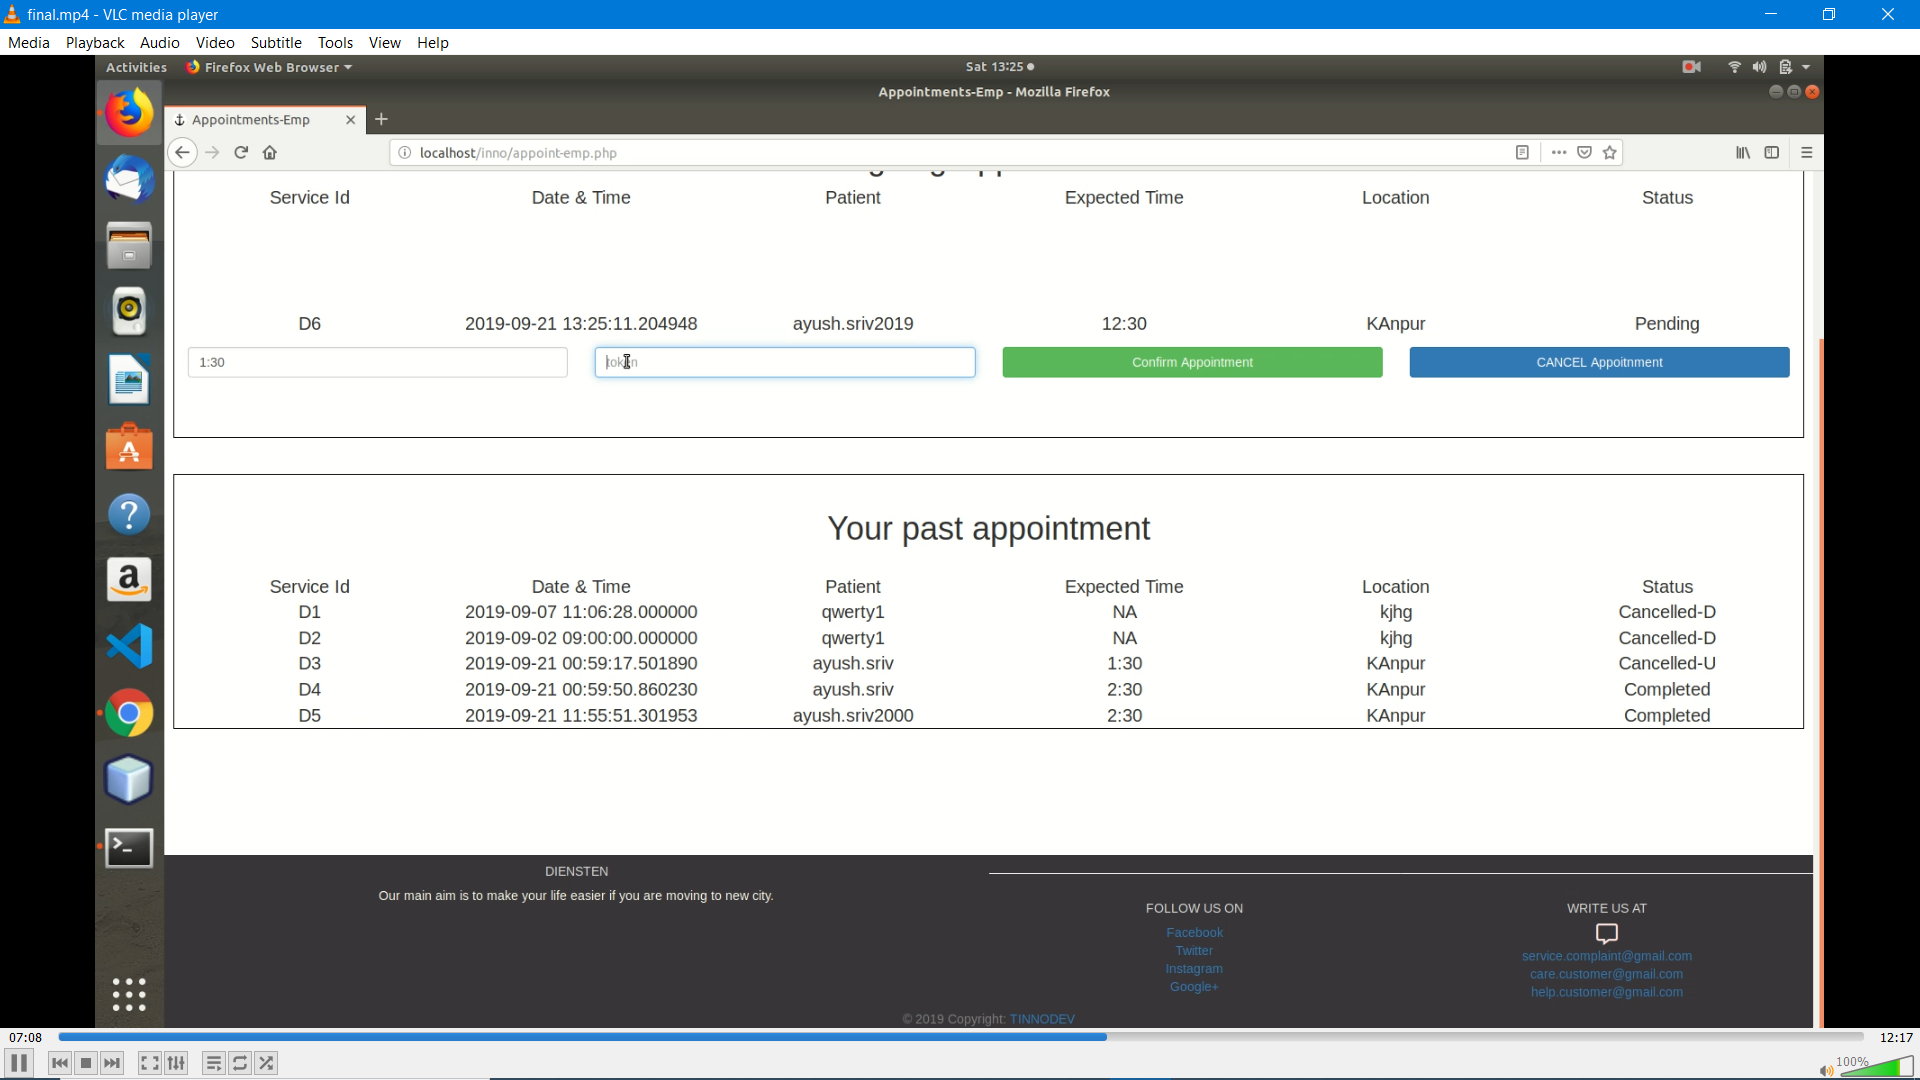 final.mp4 - VLC media player
Media Playback Audio Video Subtitle Tools View Help
Activities Firefox Web Browser Sat 13:25
Appointments-Emp - Mozilla Firefox
Appointments-Emp
localhost/inno/appoint-emp.php
Service Id Date & Time Patient Expected Time Location Status
D6 2019-09-21 13:25:11.204948 ayush.sriv2019 12:30 KAnpur Pending
1:30 token Confirm Appointment CANCEL Appoitnment
Your past appointment
Service Id Date & Time Patient Expected Time Location Status
D1 2019-09-07 11:06:28.000000 qwerty1 NA kjhg Cancelled-D
D2 2019-09-02 09:00:00.000000 qwerty1 NA kjhg Cancelled-D
D3 2019-09-21 00:59:17.501890 ayush.sriv 1:30 KAnpur Cancelled-U
D4 2019-09-21 00:59:50.860230 ayush.sriv 2:30 KAnpur Completed
D5 2019-09-21 11:55:51.301953 ayush.sriv2000 2:30 KAnpur Completed
DIENSTEN
Our main aim is to make your life easier if you are moving to new city.
FOLLOW US ON
Facebook
Twitter
Instagram
Google+
WRITE US AT
service.complaint@gmail.com
care.customer@gmail.com
help.customer@gmail.com
© 2019 Copyright: TINNODEV
07:08 12:17
100%